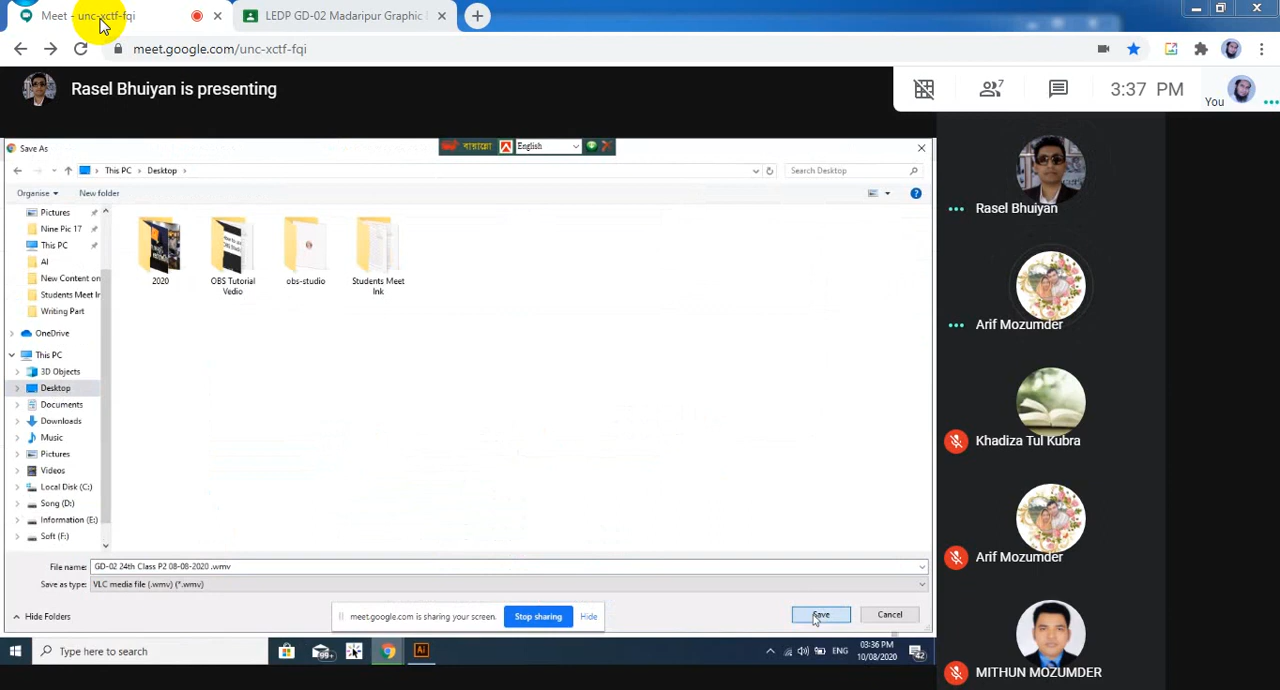 Meet - unc-xctf-fqi
LEDP GD-02 Madaripur Graphic
meet.google.com/unc-xctf-fqi
Rasel Bhuiyan is presenting
7
3:37 PM
You
Save As
বায়ান্নো
English
This PC
Desktop
Search Desktop
Organise
New folder
Pictures
Nine Pic 17
This PC
AI
New Content on
Students Meet Ir
Writing Part
OneDrive
This PC
3D Objects
Desktop
Documents
Downloads
Music
Pictures
Videos
Local Disk (C:)
Song (D:)
Information (E:)
Soft (F:)
2020
OBS Tutorial
Vedio
obs-studio
Students Meet
Ink
File name: GD-02 24th Class P2 08-08-2020 .wmv
Save as type: VLC media file (.wmv) (*.wmv)
Hide Folders
meet.google.com is sharing your screen.
Stop sharing
Hide
Save
Cancel
Type here to search
99+
Ai
ENG
03:36 PM
10/08/2020
42
Rasel Bhuiyan
Arif Mozumder
Khadiza Tul Kubra
Arif Mozumder
MITHUN MOZUMDER